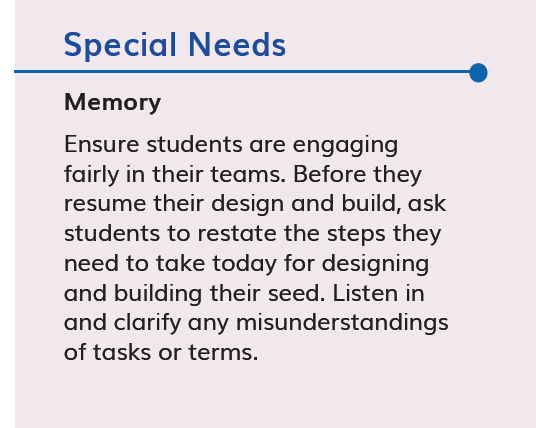 Special Needs
Memory
Ensure students are engaging
fairly in their teams. Before they
resume their design and build, ask
students to restate the steps they
need to take today for designing
and building their seed. Listen in
and clarify any misunderstandings
of tasks or terms.